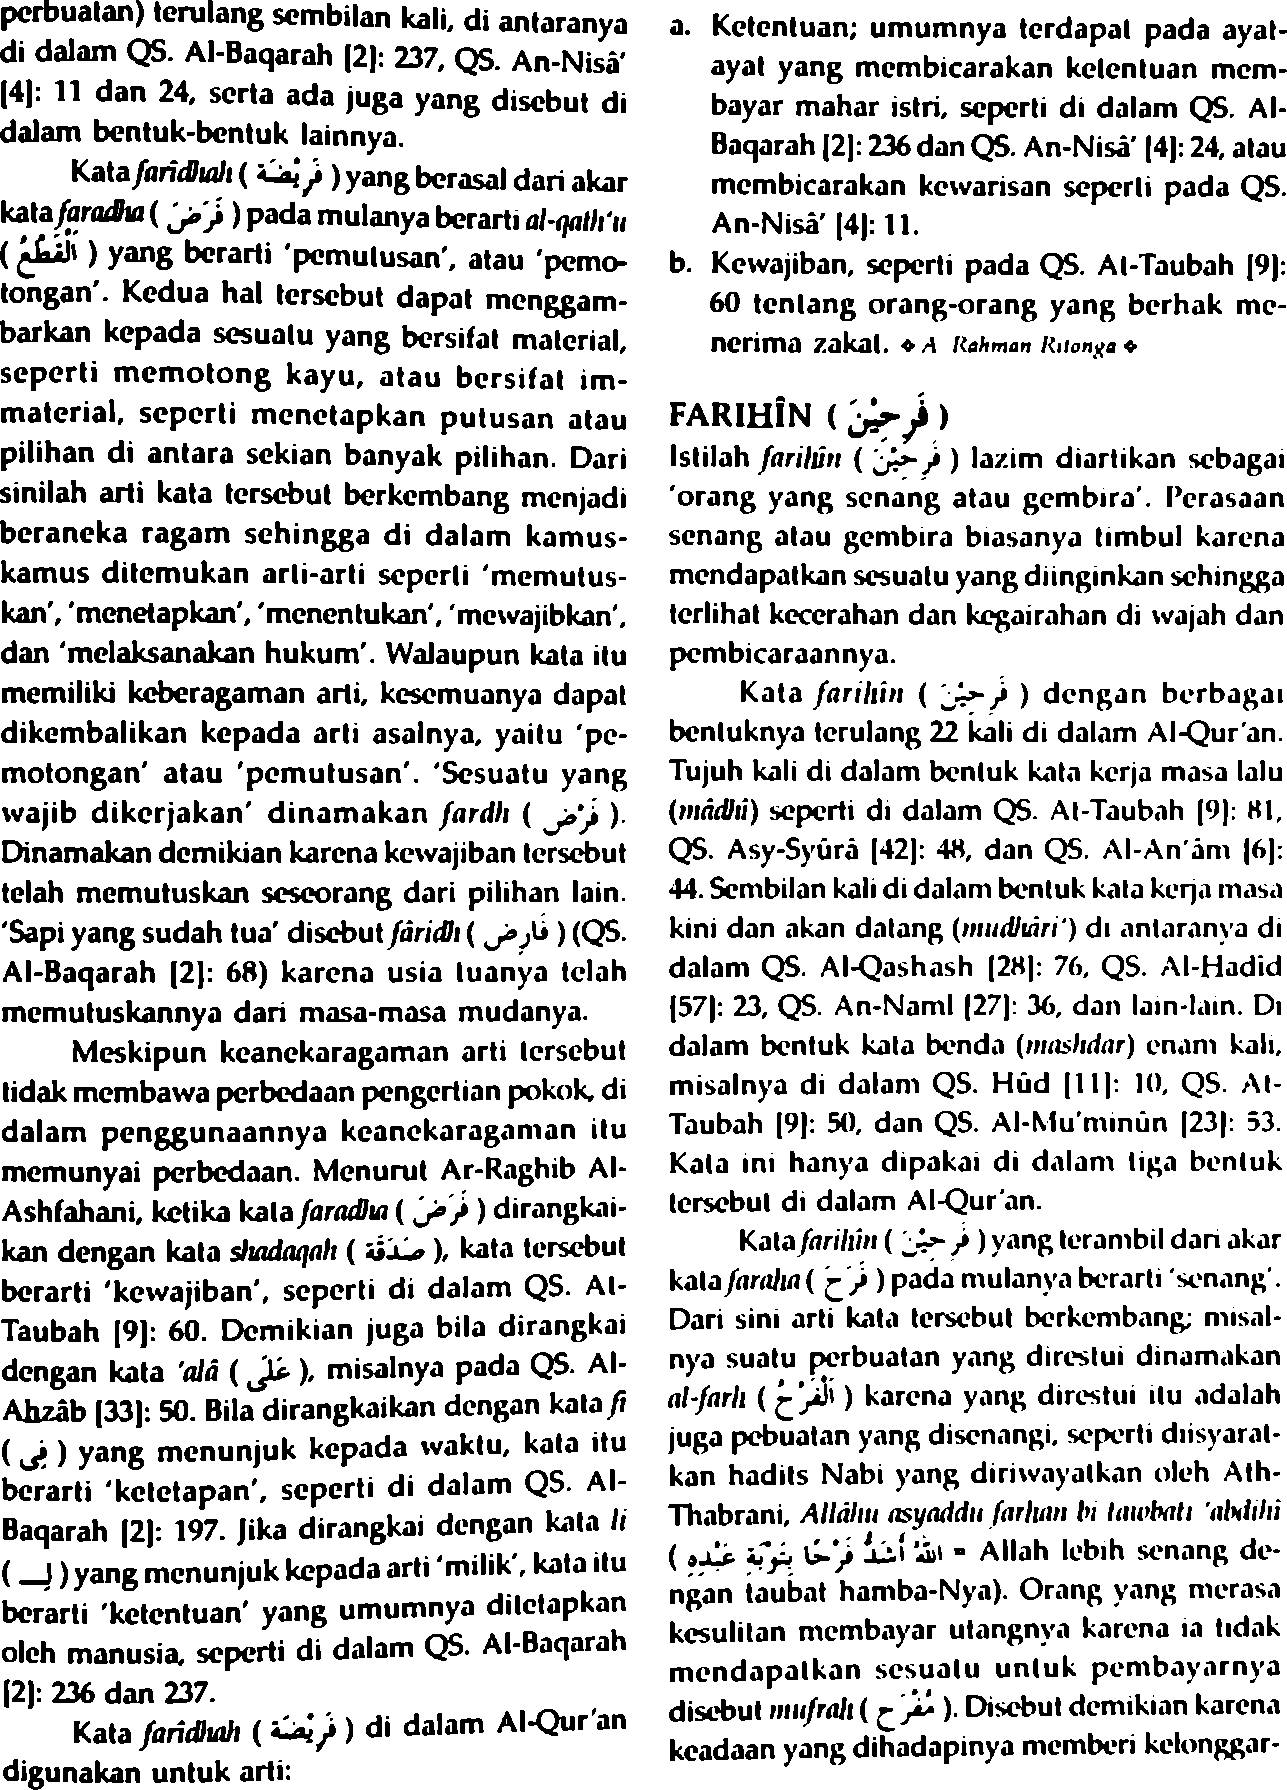 perbuatan) terulang sembilan kali, di antaranya
di dalam QS. Al-Baqarah [2]: 237, QS. An-Nisâ'
[4]: 11 dan 24, serta ada juga yang disebut di
dalam bentuk-bentuk lainnya.
Kata farîdhah ( فَرِيْضَة ) yang berasal dari akar
kata faradha ( فَرَضَ ) pada mulanya berarti al-qath'u
( اَلْقَطْعُ ) yang berarti 'pemutusan', atau 'pemo-
tongan'. Kedua hal tersebut dapat menggam-
barkan kepada sesuatu yang bersifat material,
seperti memotong kayu, atau bersifat im-
material, seperti menetapkan putusan atau
pilihan di antara sekian banyak pilihan. Dari
sinilah arti kata tersebut berkembang menjadi
beraneka ragam sehingga di dalam kamus-
kamus ditemukan arti-arti seperti 'memutus-
kan', 'menetapkan', 'menentukan', 'mewajibkan',
dan 'melaksanakan hukum'. Walaupun kata itu
memiliki keberagaman arti, kesemuanya dapat
dikembalikan kepada arti asalnya, yaitu 'pe-
motongan' atau 'pemutusan'. 'Sesuatu yang
wajib dikerjakan' dinamakan fardh ( فَرْض ).
Dinamakan demikian karena kewajiban tersebut
telah memutuskan seseorang dari pilihan lain.
'Sapi yang sudah tua' disebut fâridh ( فَارِض ) (QS.
Al-Baqarah [2]: 68) karena usia tuanya telah
memutuskannya dari masa-masa mudanya.
Meskipun keanekaragaman arti tersebut
tidak membawa perbedaan pengertian pokok, di
dalam penggunaannya keanekaragaman itu
memunyai perbedaan. Menurut Ar-Raghib Al-
Ashfahani, ketika kata faradha ( فَرَضَ ) dirangkai-
kan dengan kata shadaqah ( صَدَقَة ), kata tersebut
berarti 'kewajiban', seperti di dalam QS. At-
Taubah [9]: 60. Demikian juga bila dirangkai
dengan kata 'alâ ( عَلَى ), misalnya pada QS. Al-
Ahzâb [33]: 50. Bila dirangkaikan dengan kata fî
( فِى ) yang menunjuk kepada waktu, kata itu
berarti 'ketetapan', seperti di dalam QS. Al-
Baqarah [2]: 197. Jika dirangkai dengan kata li
( لِـ ) yang menunjuk kepada arti 'milik', kata itu
berarti 'ketentuan' yang umumnya ditetapkan
oleh manusia, seperti di dalam QS. Al-Baqarah
[2]: 236 dan 237.
Kata farîdhah ( فَرِيْضَة ) di dalam Al-Qur'an
digunakan untuk arti:
a. Ketentuan; umumnya terdapat pada ayat-
ayat yang membicarakan ketentuan mem-
bayar mahar istri, seperti di dalam QS. Al-
Baqarah [2]: 236 dan QS. An-Nisâ' [4]: 24, atau
membicarakan kewarisan seperti pada QS.
An-Nisâ' [4]: 11.
b. Kewajiban, seperti pada QS. At-Taubah [9]:
60 tentang orang-orang yang berhak me-
nerima zakat. ❖ A Rahman Ritonga ❖
FARIHÎN ( فَرِحِيْنَ )
Istilah farihîn ( فَرِحِيْنَ ) lazim diartikan sebagai
'orang yang senang atau gembira'. Perasaan
senang atau gembira biasanya timbul karena
mendapatkan sesuatu yang diinginkan sehingga
terlihat kecerahan dan kegairahan di wajah dan
pembicaraannya.
Kata farihîn ( فَرِحِيْنَ ) dengan berbagai
bentuknya terulang 22 kali di dalam Al-Qur'an.
Tujuh kali di dalam bentuk kata kerja masa lalu
(mâdhî) seperti di dalam QS. At-Taubah [9]: 81,
QS. Asy-Syûrâ [42]: 48, dan QS. Al-An'âm [6]:
44. Sembilan kali di dalam bentuk kata kerja masa
kini dan akan datang (mudhâri') di antaranya di
dalam QS. Al-Qashash [28]: 76, QS. Al-Hadid
[57]: 23, QS. An-Naml [27]: 36, dan lain-lain. Di
dalam bentuk kata benda (mashdar) enam kali,
misalnya di dalam QS. Hûd [11]: 10, QS. At-
Taubah [9]: 50, dan QS. Al-Mu'minûn [23]: 53.
Kata ini hanya dipakai di dalam tiga bentuk
tersebut di dalam Al-Qur'an.
Kata farihîn ( فَرِحِيْنَ ) yang terambil dari akar
kata faraha ( فَرَحَ ) pada mulanya berarti 'senang'.
Dari sini arti kata tersebut berkembang; misal-
nya suatu perbuatan yang direstui dinamakan
al-farh ( اَلْفَرْحُ ) karena yang direstui itu adalah
juga pebuatan yang disenangi, seperti diisyarat-
kan hadits Nabi yang diriwayatkan oleh Ath-
Thabrani, Allâhu asyaddu farhan bi tawbati 'abdihi
( اَللهُ أَشَدُّ فَرْحًا بِتَوْبَةِ عَبْدِهِ = Allah lebih senang de-
ngan taubat hamba-Nya). Orang yang merasa
kesulitan membayar utangnya karena ia tidak
mendapatkan sesuatu untuk pembayarnya
disebut mufrah ( مُفْرَح ). Disebut demikian karena
keadaan yang dihadapinya memberi kelonggar-